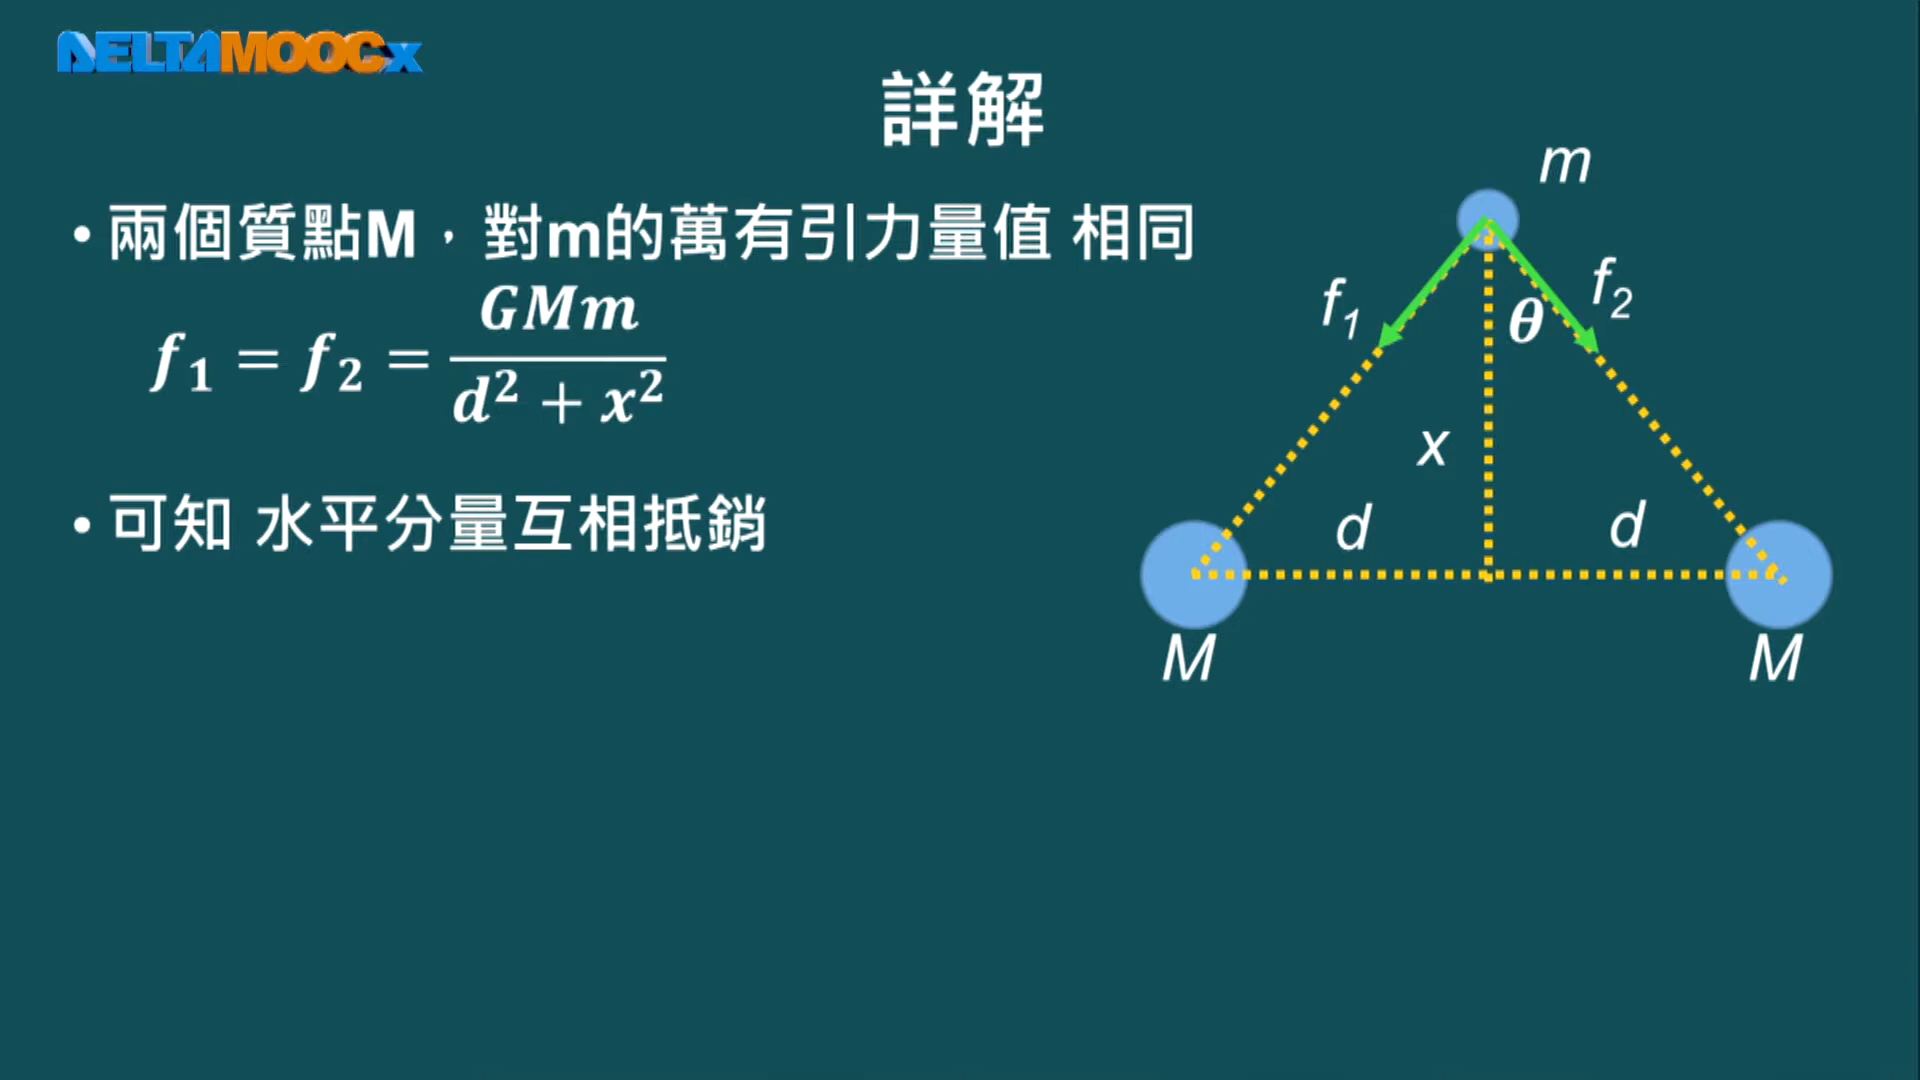 DELTAMOOCx
詳解
• 兩個質點M，對m的萬有引力量值 相同
f₁ = f₂ = GMm / (d² + x²)
• 可知 水平分量互相抵銷
m
f₁
f₂
θ
x
d
d
M
M